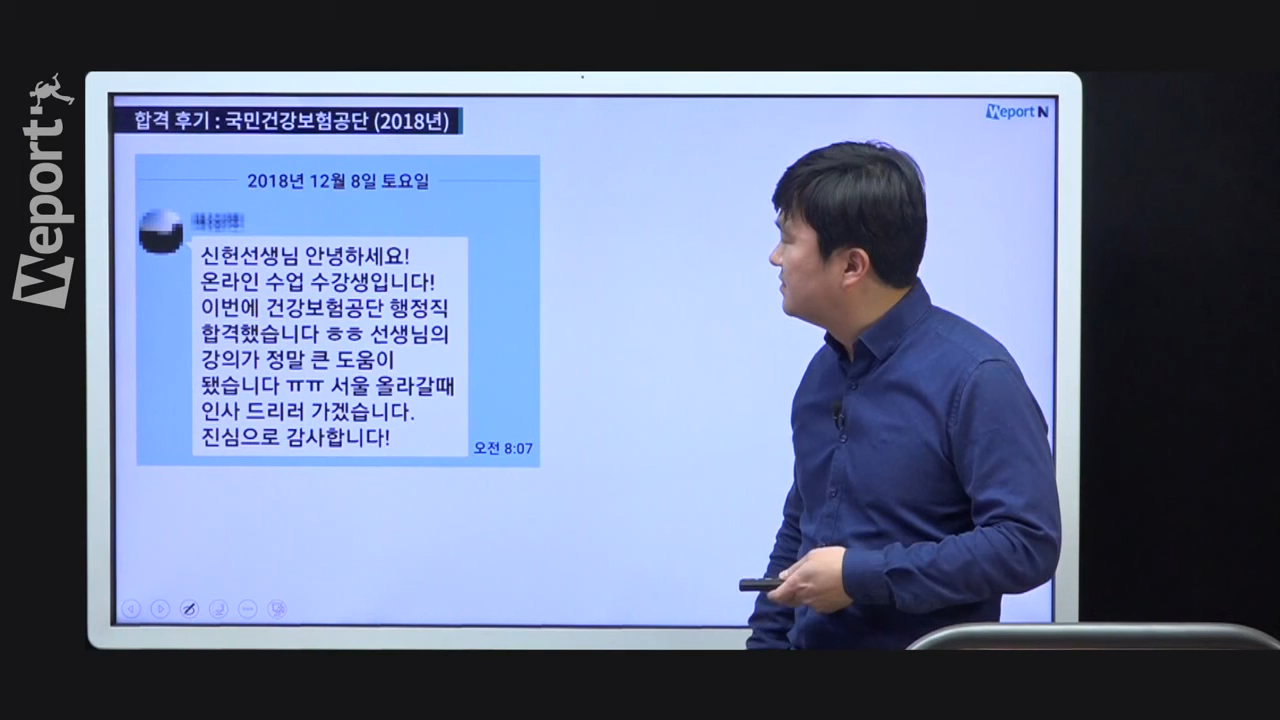 Weport
합격 후기 : 국민건강보험공단 (2018년)
Weport N
2018년 12월 8일 토요일
신헌선생님 안녕하세요!
온라인 수업 수강생입니다!
이번에 건강보험공단 행정직
합격했습니다 ㅎㅎ 선생님의
강의가 정말 큰 도움이
됐습니다 ㅠㅠ 서울 올라갈때
인사 드리러 가겠습니다.
진심으로 감사합니다!
오전 8:07